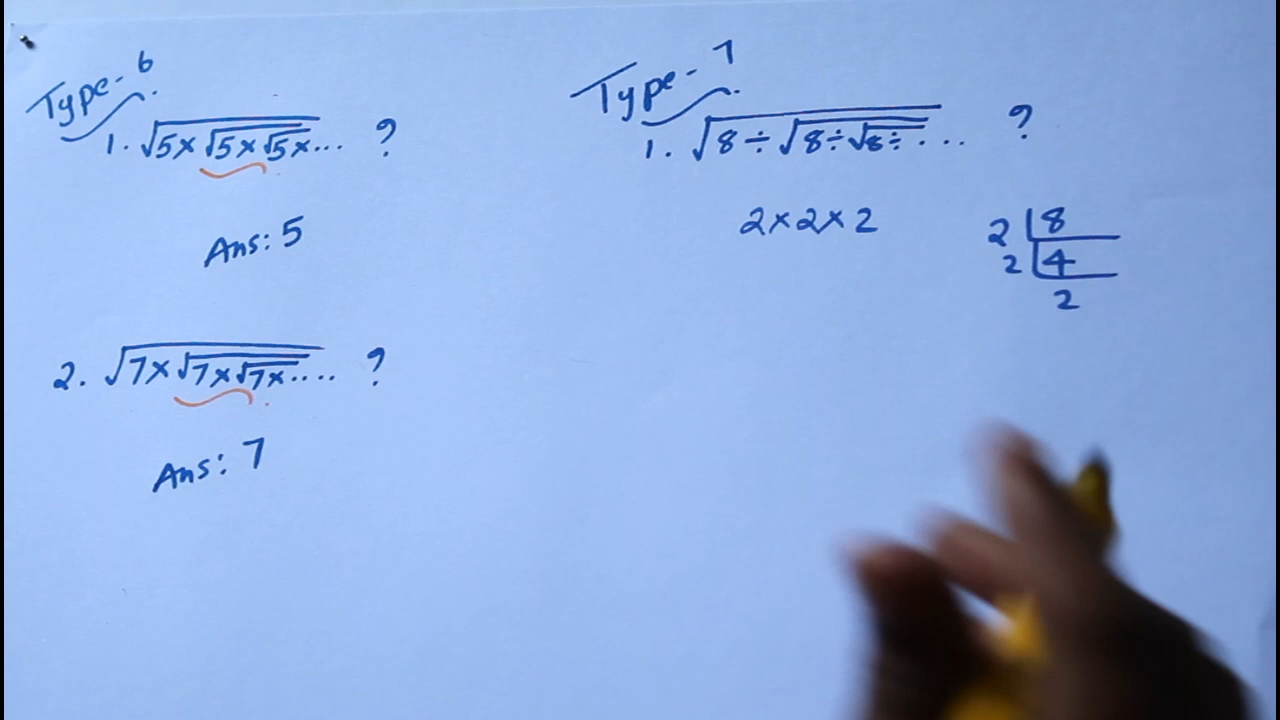 Type-6
1. √5×√5×√5×... ?
Ans: 5
2. √7×√7×√7×.... ?
Ans: 7
Type-7
1. √8÷√8÷√8÷... ?
2×2×2
2 8
2 4
2